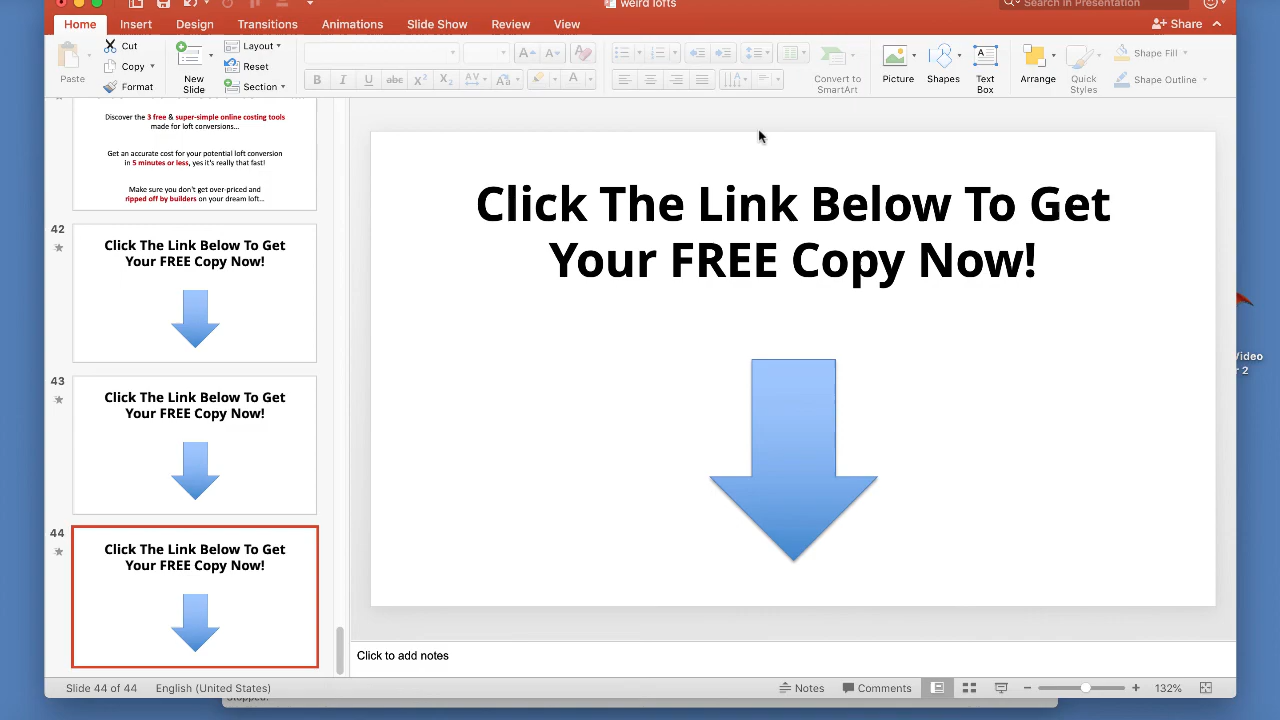 weird lofts
Search in Presentation
Home Insert Design Transitions Animations Slide Show Review View
Share
Paste
Cut
Copy
Format
New
Slide
Layout
Reset
Section
B I U abc X² X₂ AV Aa A
Convert to
SmartArt
Picture
Shapes
Text
Box
Arrange
Quick
Styles
Shape Fill
Shape Outline
Discover the 3 free & super-simple online costing tools
made for loft conversions...
Get an accurate cost for your potential loft conversion
in 5 minutes or less, yes it's really that fast!
Make sure you don't get over-priced and
ripped off by builders on your dream loft...
42
Click The Link Below To Get
Your FREE Copy Now!
43
Click The Link Below To Get
Your FREE Copy Now!
44
Click The Link Below To Get
Your FREE Copy Now!
Click The Link Below To Get
Your FREE Copy Now!
Video
r 2
Click to add notes
Slide 44 of 44
English (United States)
Notes
Comments
132%